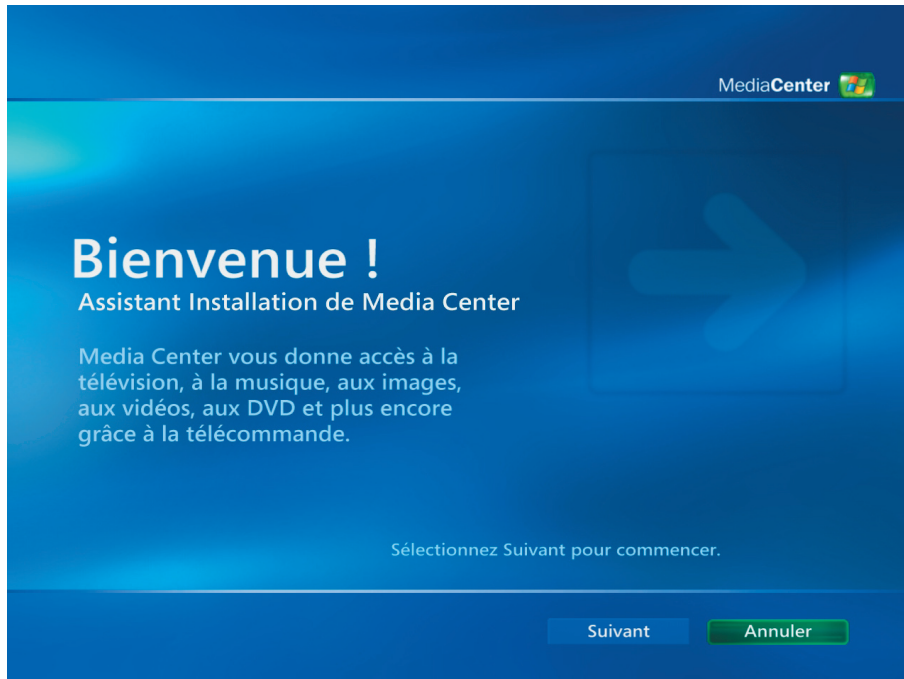 MediaCenter
Bienvenue !
Assistant Installation de Media Center
Media Center vous donne accès à la
télévision, à la musique, aux images,
aux vidéos, aux DVD et plus encore
grâce à la télécommande.
Sélectionnez Suivant pour commencer.
Suivant
Annuler